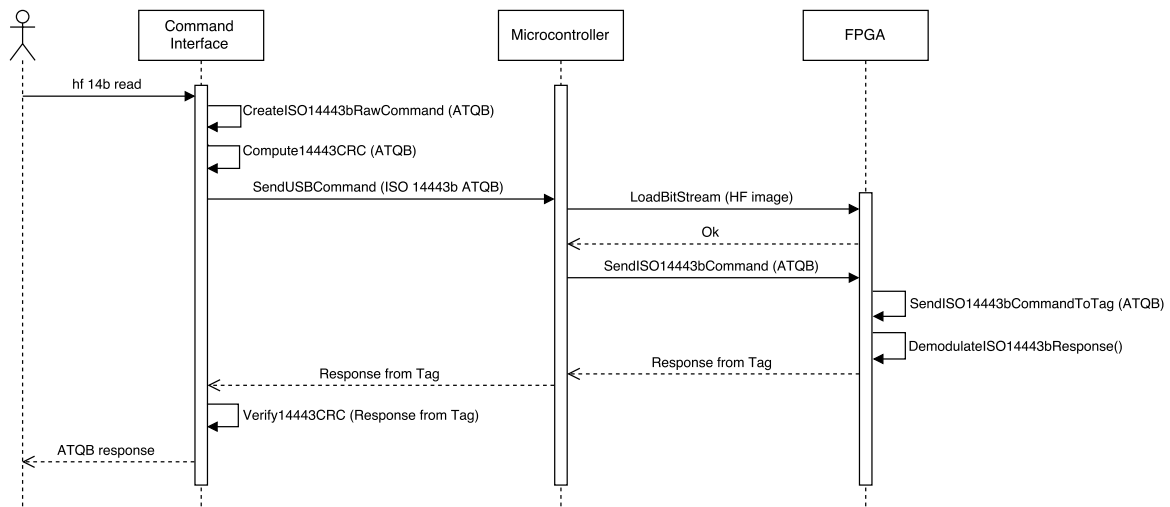 Command
Interface
Microcontroller
FPGA
hf 14b read
CreateISO14443bRawCommand (ATQB)
Compute14443CRC (ATQB)
SendUSBCommand (ISO 14443b ATQB)
LoadBitStream (HF image)
Ok
SendISO14443bCommand (ATQB)
SendISO14443bCommandToTag (ATQB)
DemodulateISO14443bResponse()
Response from Tag
Response from Tag
Verify14443CRC (Response from Tag)
ATQB response